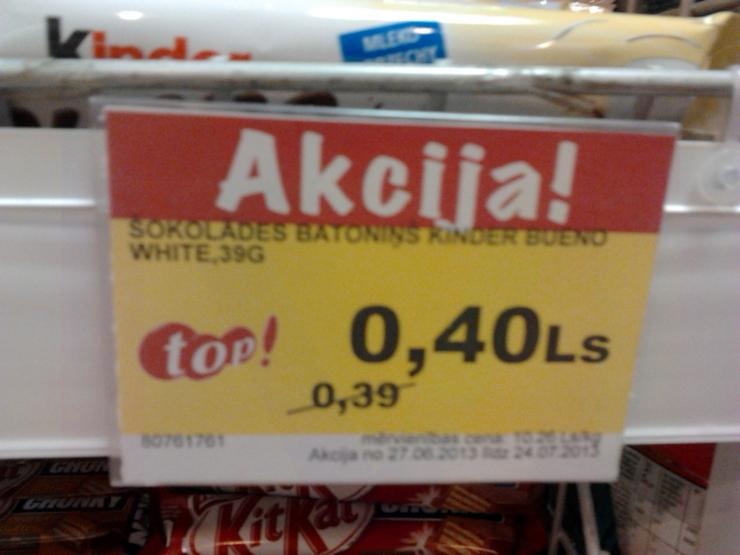 Kinder
MLEKO
Akcija!
ŠOKOLĀDES BATONIŅŠ KINDER BUENO
WHITE,39G
top!
0,40Ls
0,39
80761761
mērvienības cena: 10.26 Ls/kg
Akcija no 27.06.2013 līdz 24.07.2013
CHUNKY
KitKat